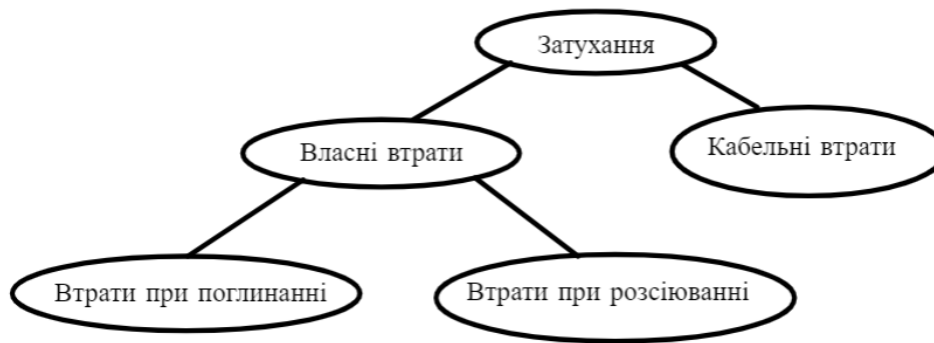 Затухання
Власні втрати
Кабельні втрати
Втрати при поглинанні
Втрати при розсіюванні